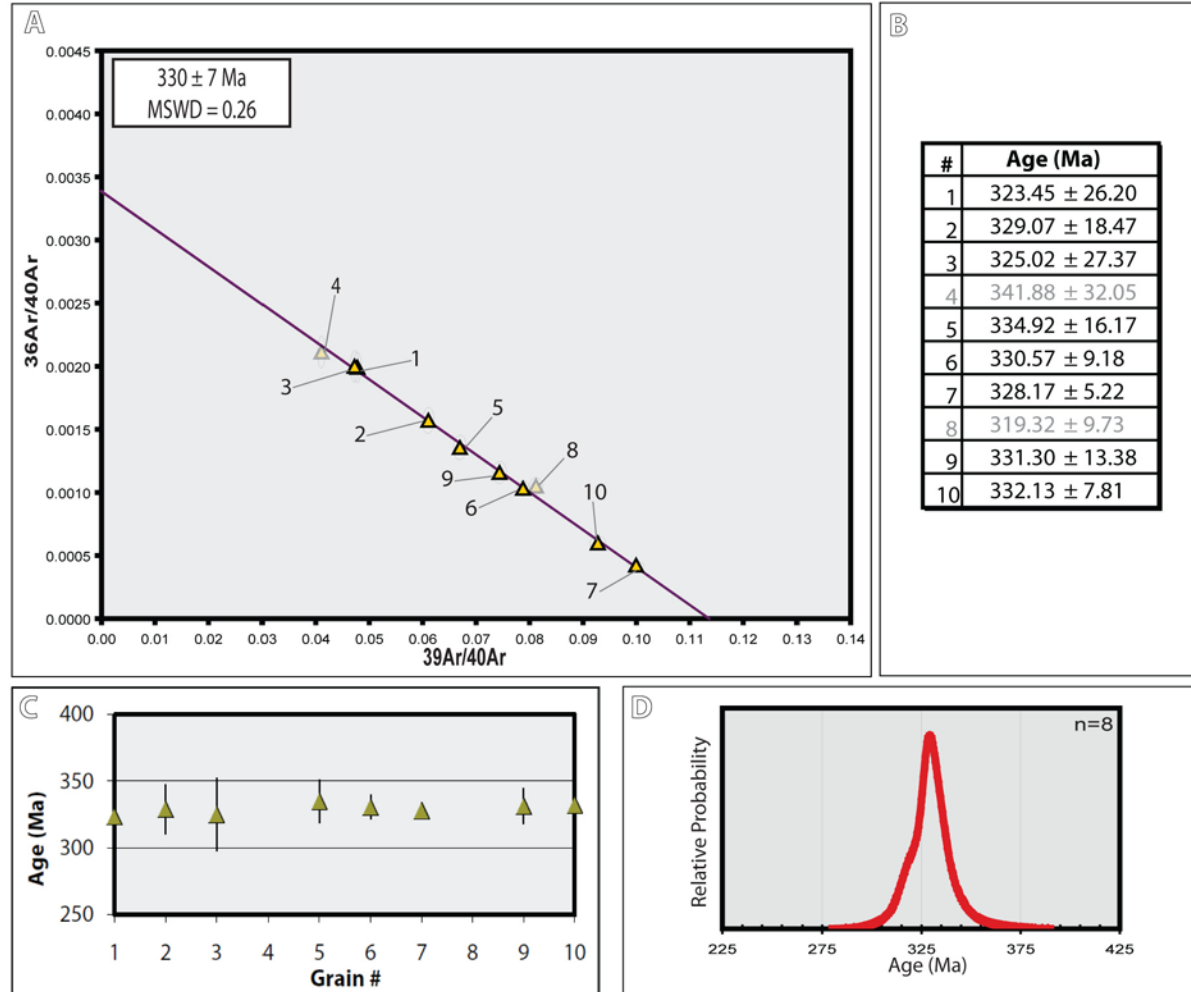 A
330 ± 7 Ma
MSWD = 0.26
36Ar/40Ar
0.0045
0.0040
0.0035
0.0030
0.0025
0.0020
0.0015
0.0010
0.0005
0.0000
4
1
3
5
2
8
9
10
6
7
0.00 0.01 0.02 0.03 0.04 0.05 0.06 0.07 0.08 0.09 0.10 0.11 0.12 0.13 0.14
39Ar/40Ar
B
# Age (Ma)
1 323.45 ± 26.20
2 329.07 ± 18.47
3 325.02 ± 27.37
4 341.88 ± 32.05
5 334.92 ± 16.17
6 330.57 ± 9.18
7 328.17 ± 5.22
8 319.32 ± 9.73
9 331.30 ± 13.38
10 332.13 ± 7.81
C
Age (Ma)
400
350
300
250
1 2 3 4 5 6 7 8 9 10
Grain #
D
n=8
Relative Probability
225 275 325 375 425
Age (Ma)